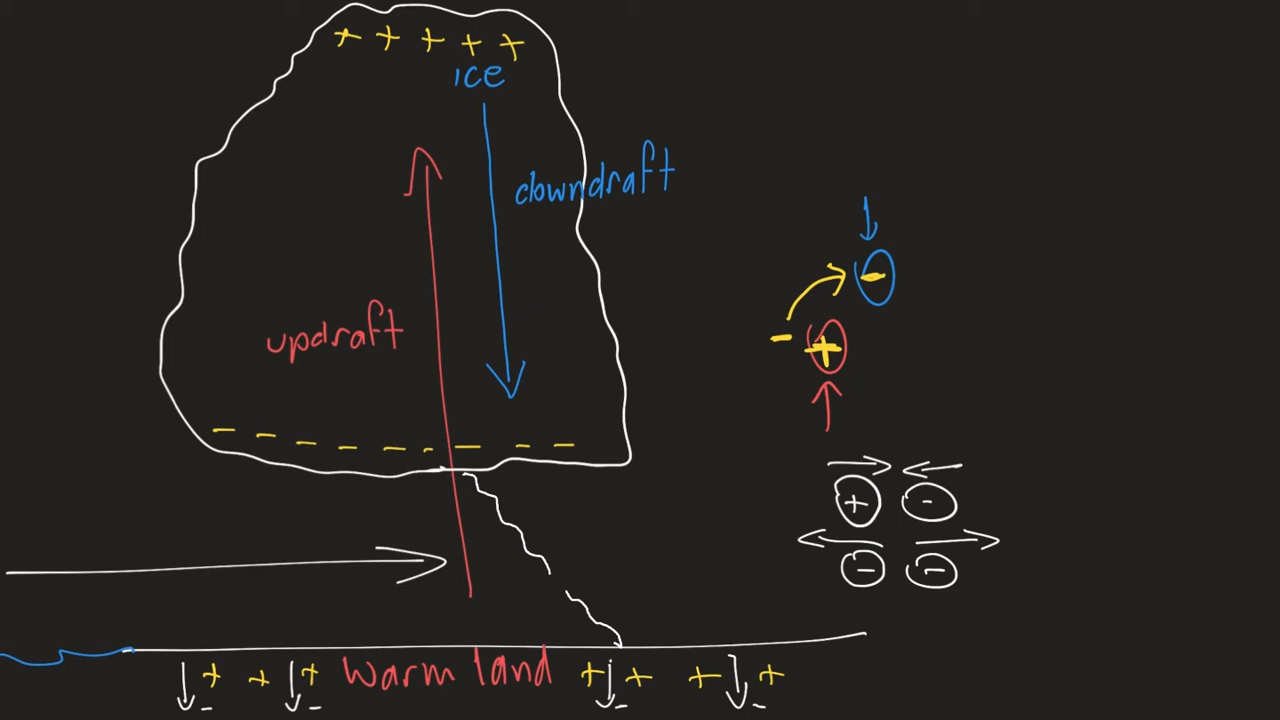 + + + + +
ice
downdraft
updraft
-
- +
- - - - - - - -
+ -
- -
+ + + warm land + + + +
- - - -